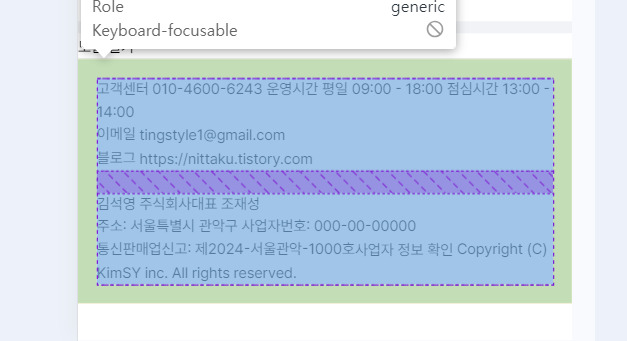 Role generic
Keyboard-focusable
고객센터 010-4600-6243 운영시간 평일 09:00 - 18:00 점심시간 13:00 -
14:00
이메일 tingstyle1@gmail.com
블로그 https://nittaku.tistory.com
김석영 주식회사대표 조재성
주소: 서울특별시 관악구 사업자번호: 000-00-00000
통신판매업신고: 제2024-서울관악-1000호사업자 정보 확인 Copyright (C)
KimSY inc. All rights reserved.